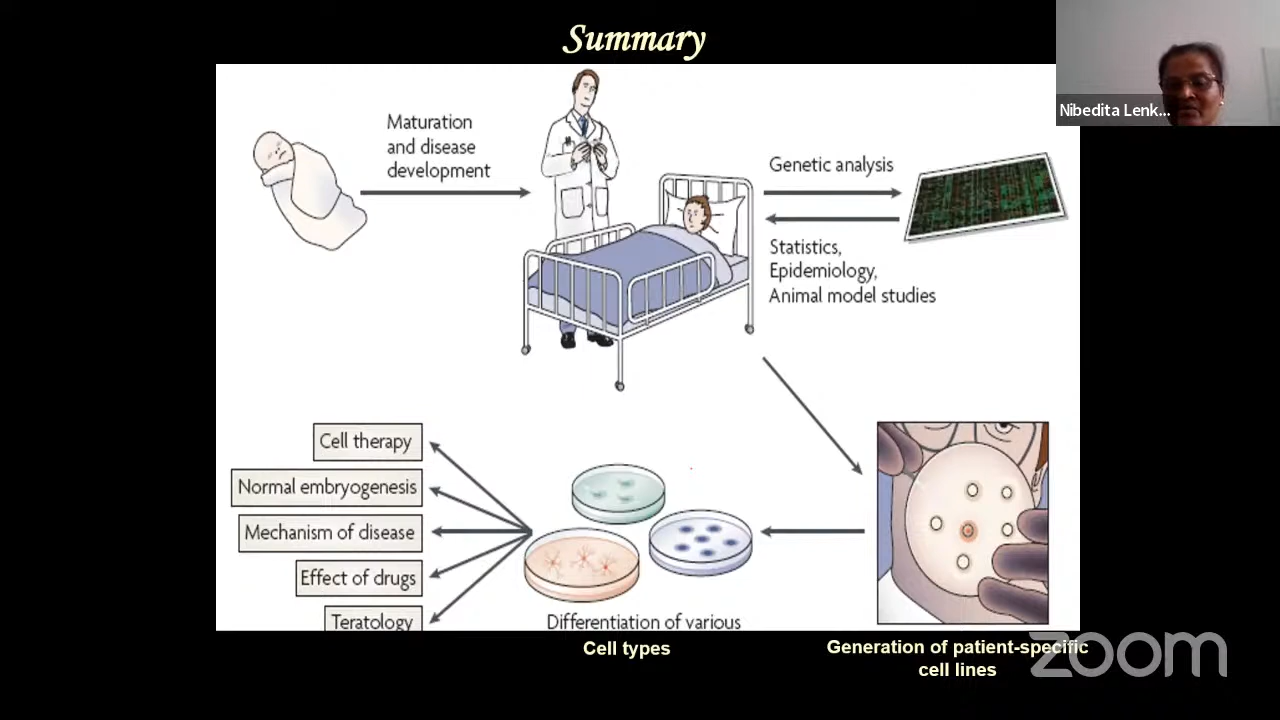 Summary
Nibedita Lenk...
Maturation
and disease
development
Genetic analysis
Statistics,
Epidemiology,
Animal model studies
Cell therapy
Normal embryogenesis
Mechanism of disease
Effect of drugs
Teratology
Differentiation of various
Cell types
Generation of patient-specific
cell lines
zoom